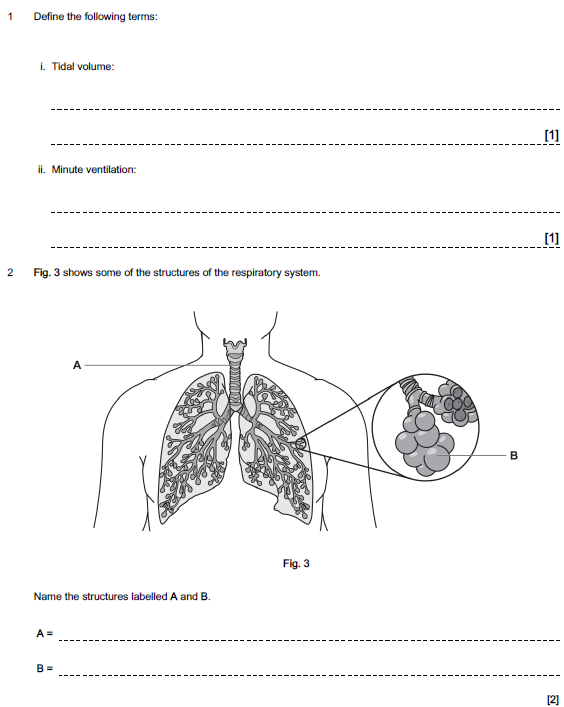 1 Define the following terms:
i. Tidal volume:
[1]
ii. Minute ventilation:
[1]
2 Fig. 3 shows some of the structures of the respiratory system.
A
B
Fig. 3
Name the structures labelled A and B.
A =
B =
[2]